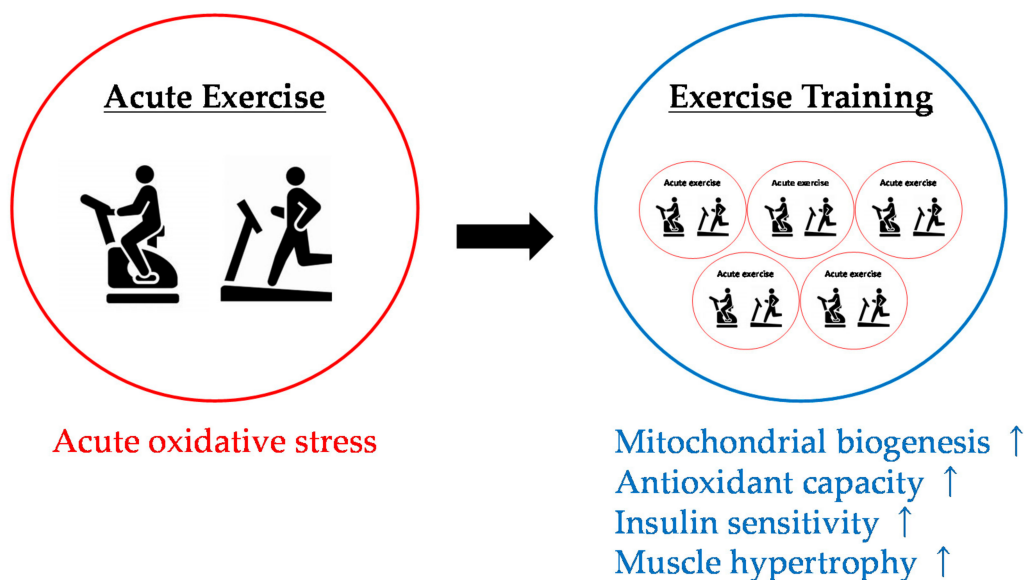 Acute Exercise
Acute oxidative stress
Exercise Training
Acute exercise
Acute exercise
Acute exercise
Acute exercise
Acute exercise
Mitochondrial biogenesis ↑
Antioxidant capacity ↑
Insulin sensitivity ↑
Muscle hypertrophy ↑